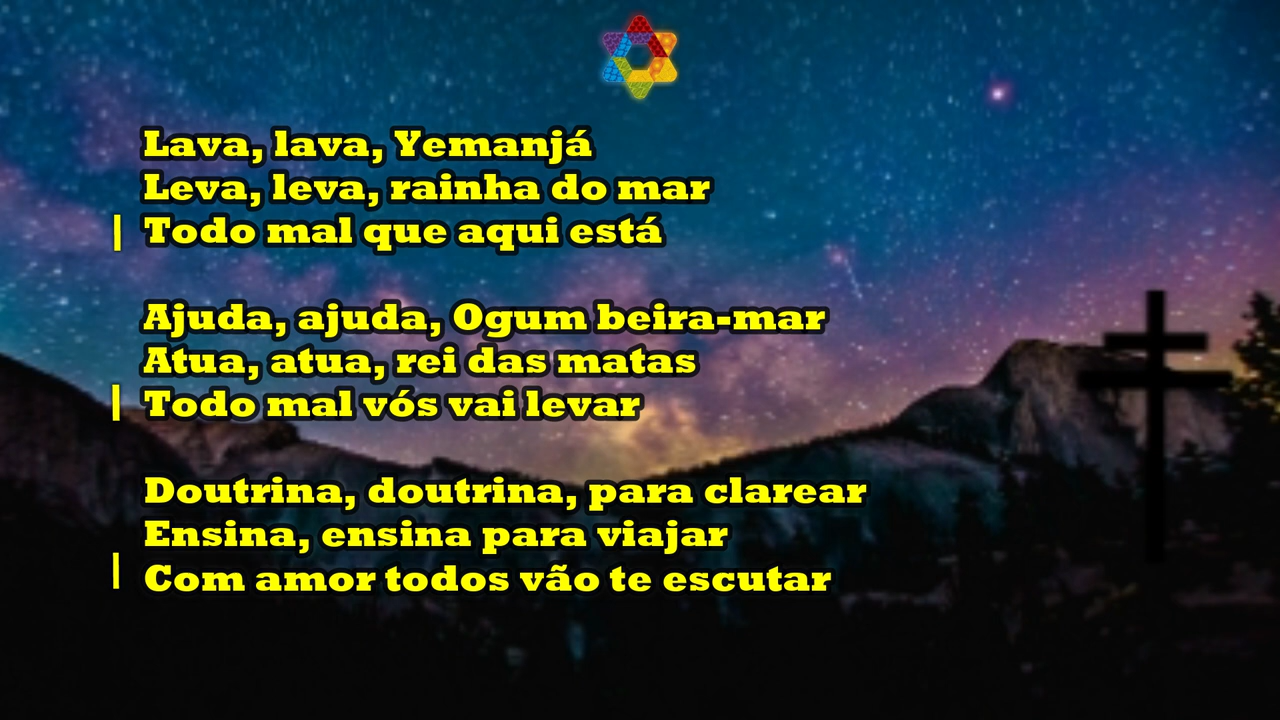 Lava, lava, Yemanjá
Leva, leva, rainha do mar
| Todo mal que aqui está
Ajuda, ajuda, Ogum beira-mar
Atua, atua, rei das matas
| Todo mal vós vai levar
Doutrina, doutrina, para clarear
Ensina, ensina para viajar
| Com amor todos vão te escutar